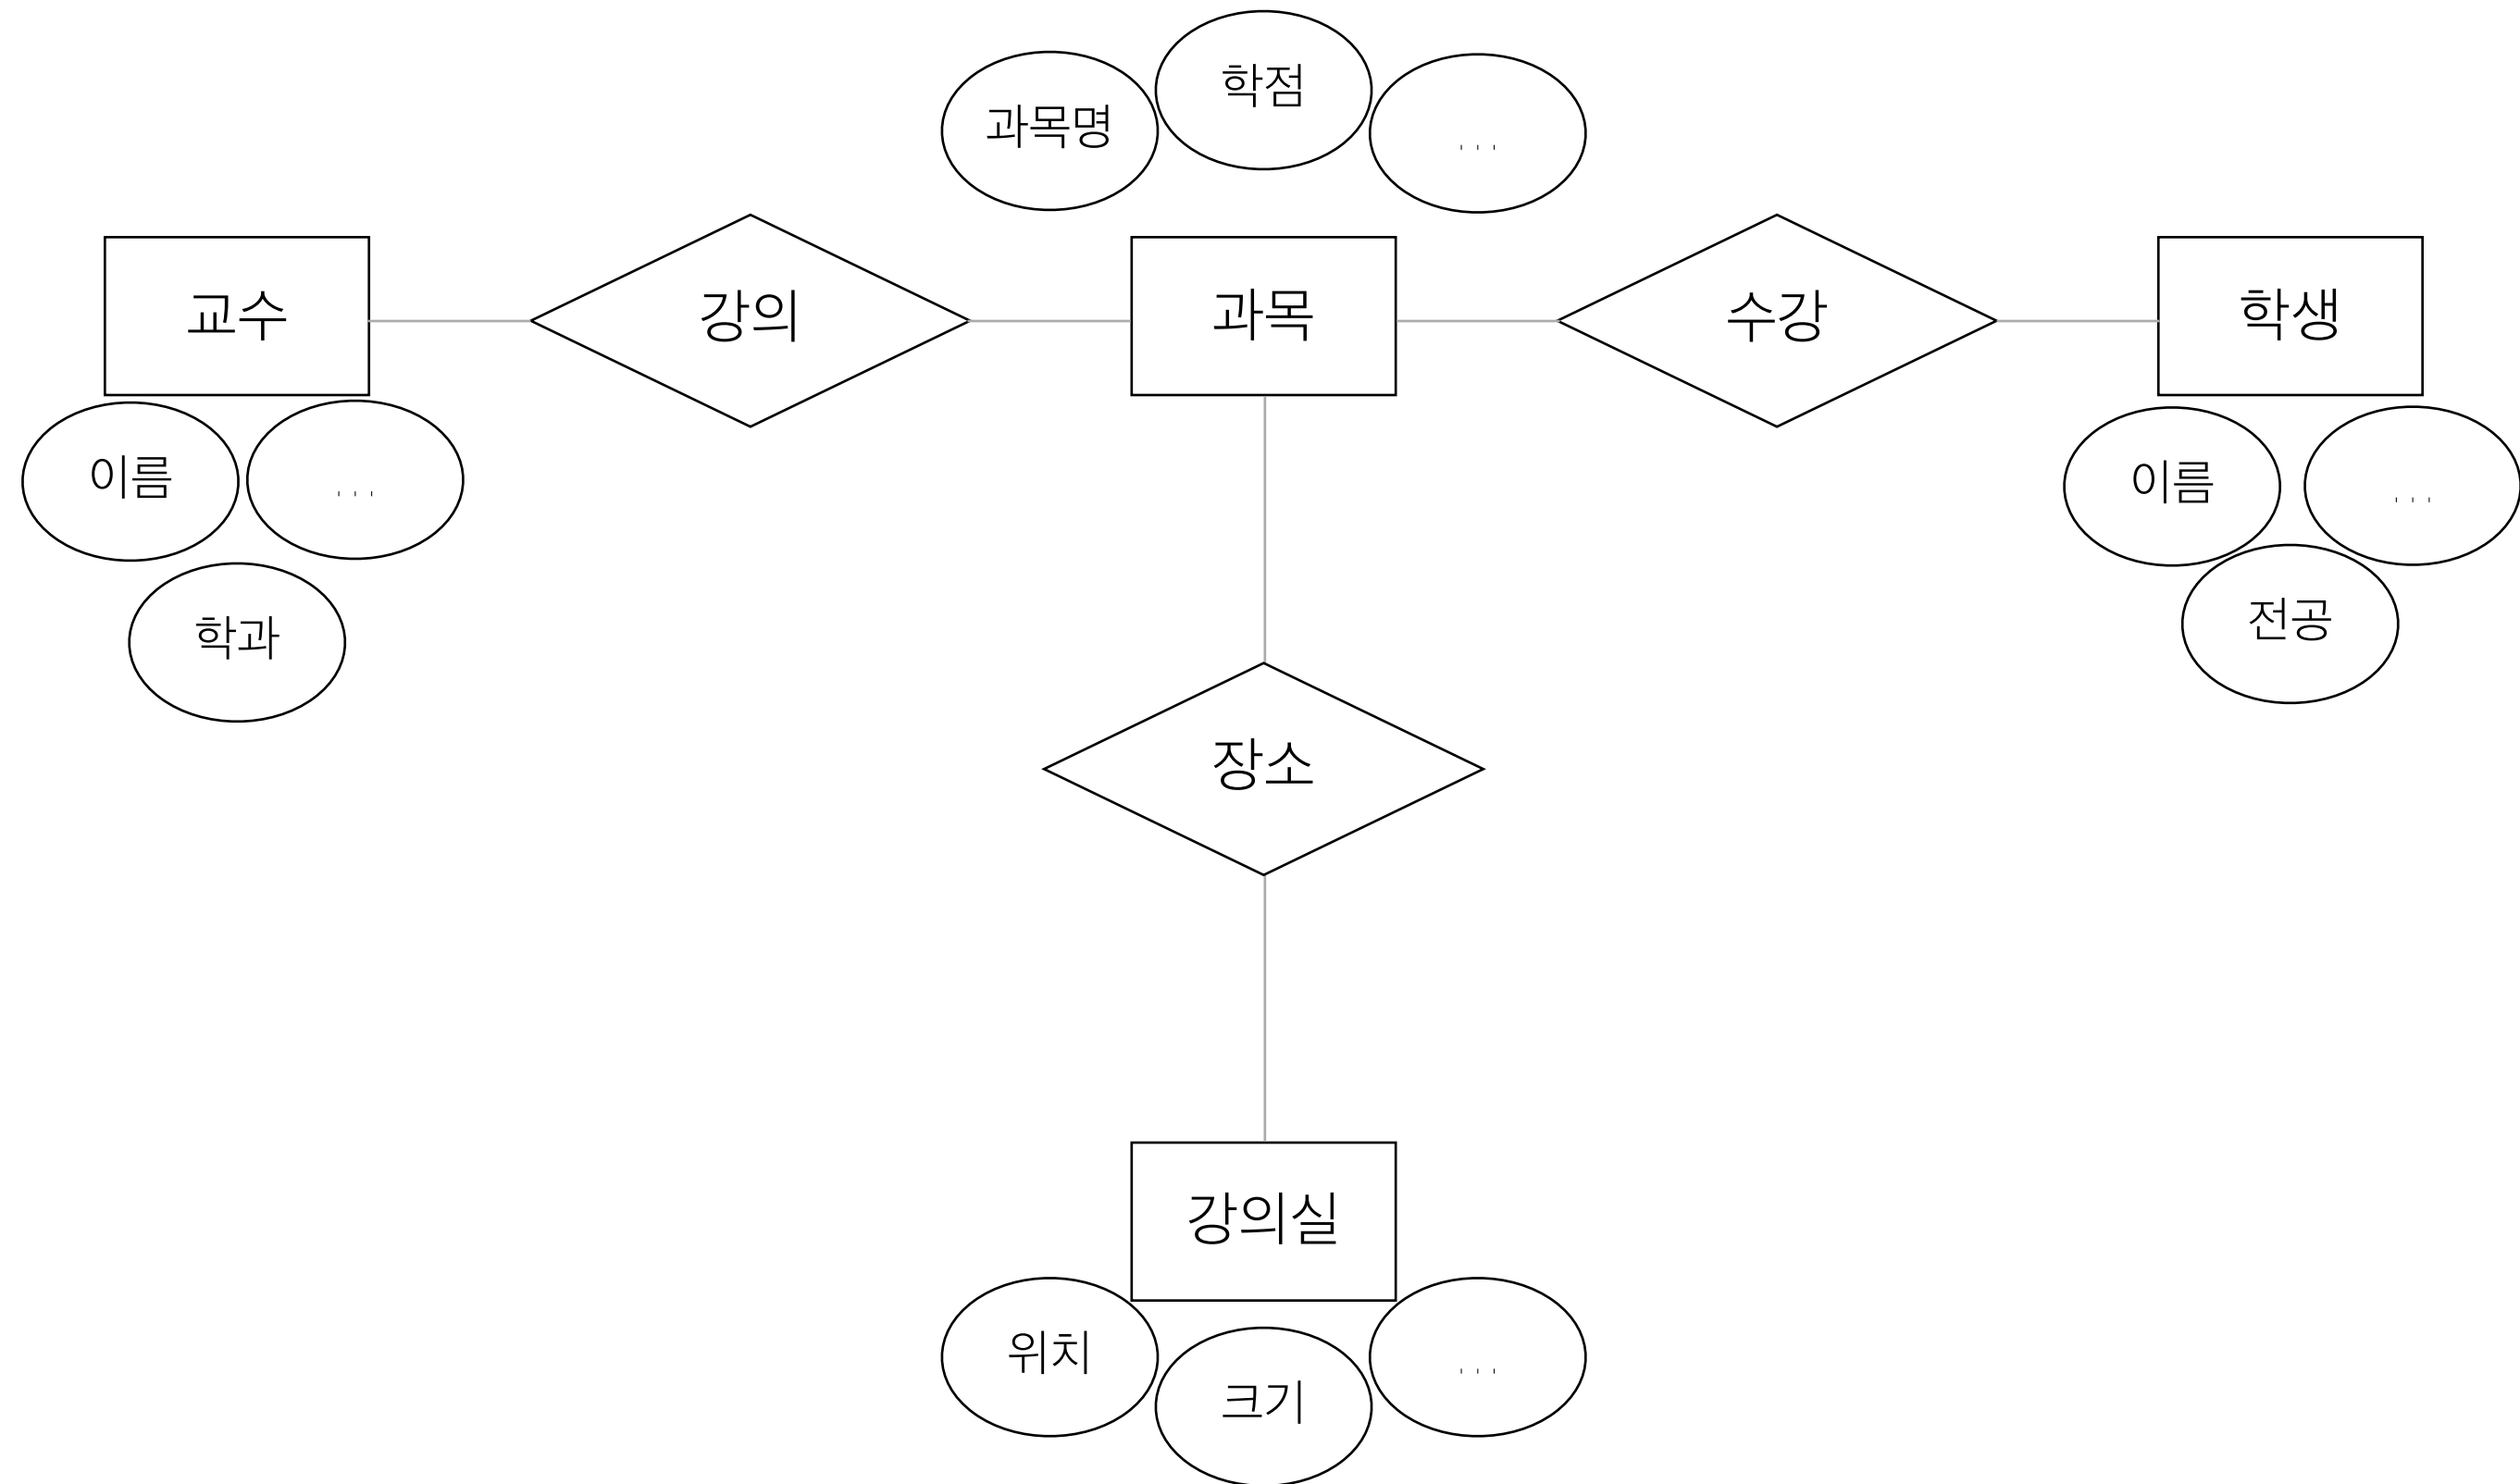 학점
과목명
...
교수
강의
과목
수강
학생
이름
...
이름
...
학과
전공
장소
강의실
위치
크기
...